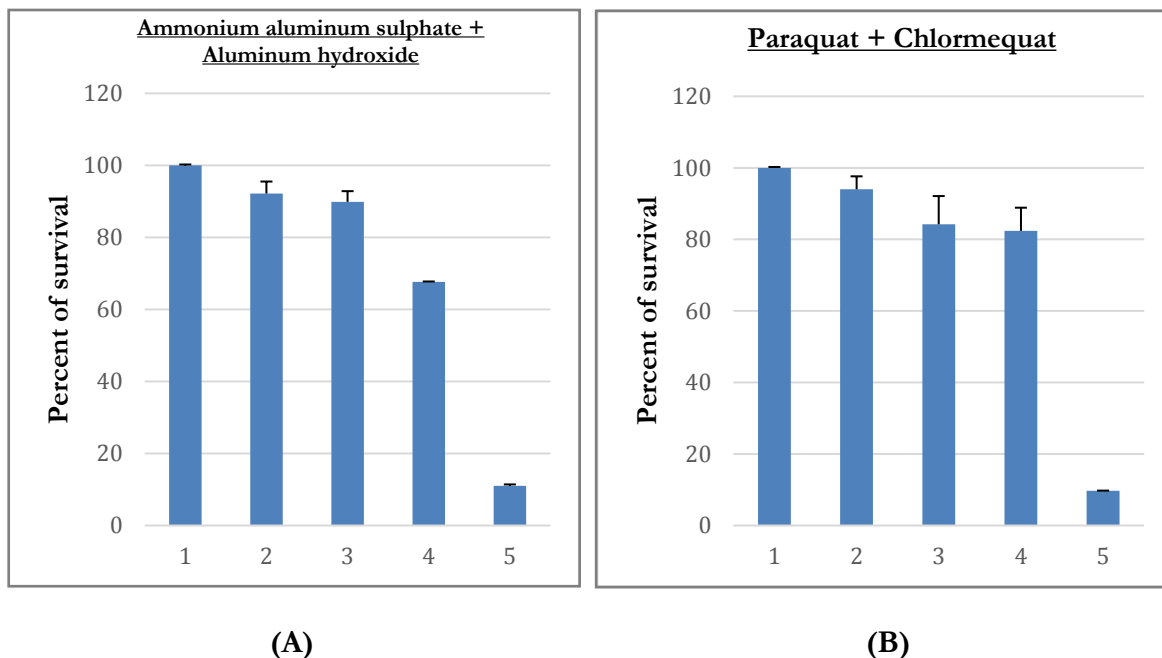 Ammonium aluminum sulphate +
Aluminum hydroxide
Percent of survival
120
100
80
60
40
20
0
1 2 3 4 5
(A)
Paraquat + Chlormequat
Percent of survival
120
100
80
60
40
20
0
1 2 3 4 5
(B)